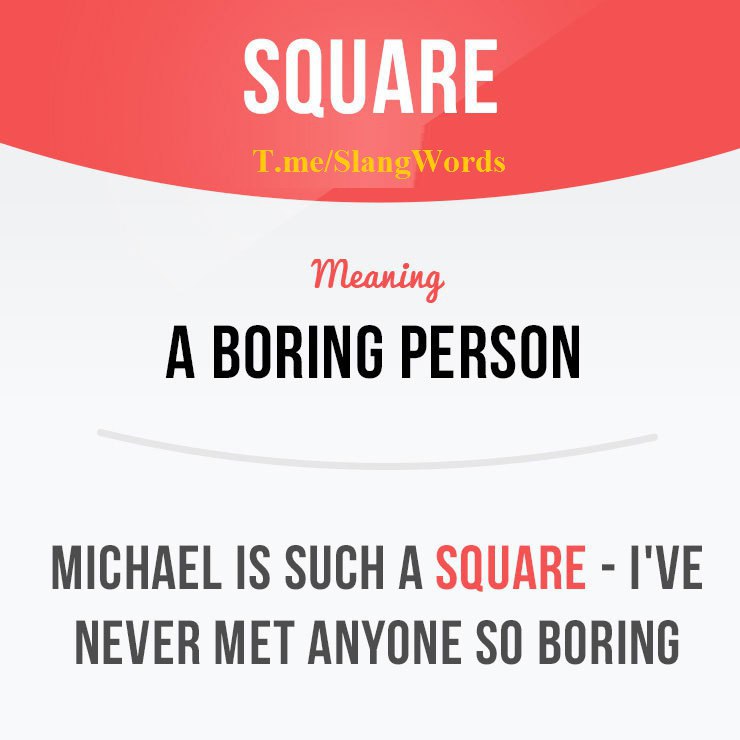 SQUARE
T.me/SlangWords
Meaning
A BORING PERSON
MICHAEL IS SUCH A SQUARE - I'VE
NEVER MET ANYONE SO BORING